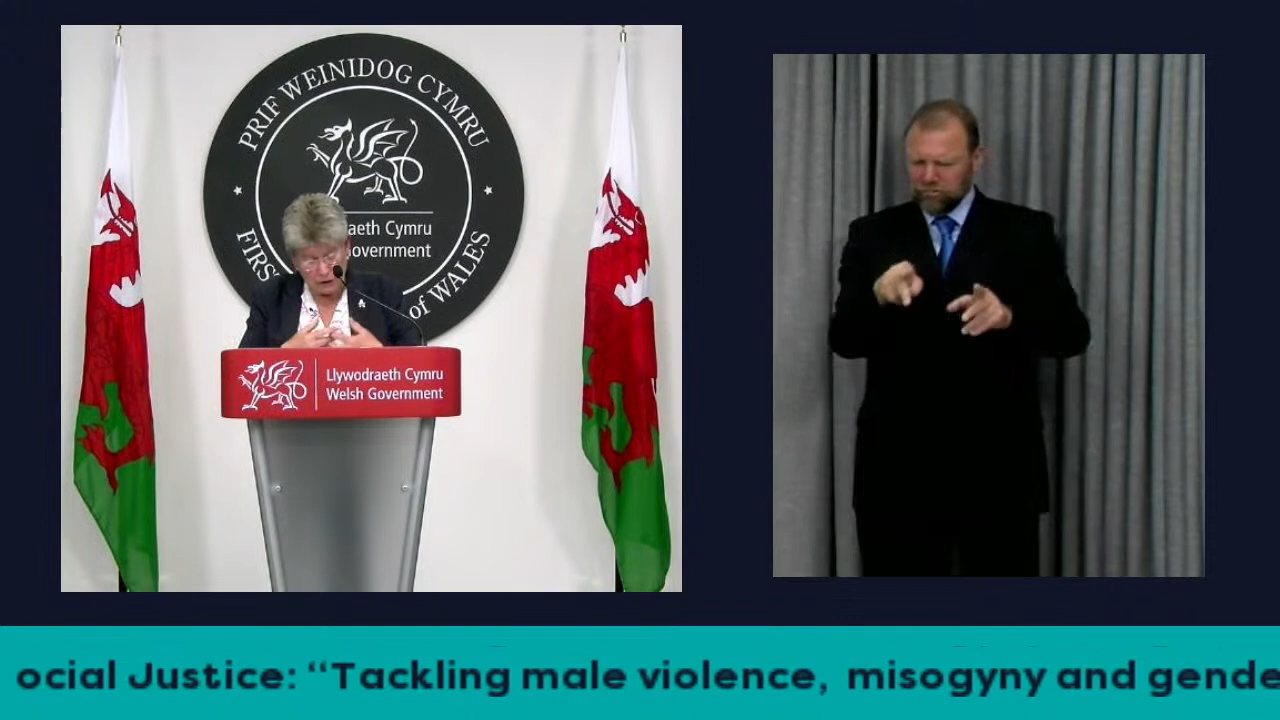 PRIF WEINIDOG CYMRU
aeth Cymru
overnment
FIRS
of WALES
Llywodraeth Cymru
Welsh Government
ocial Justice: “Tackling male violence, misogyny and gende